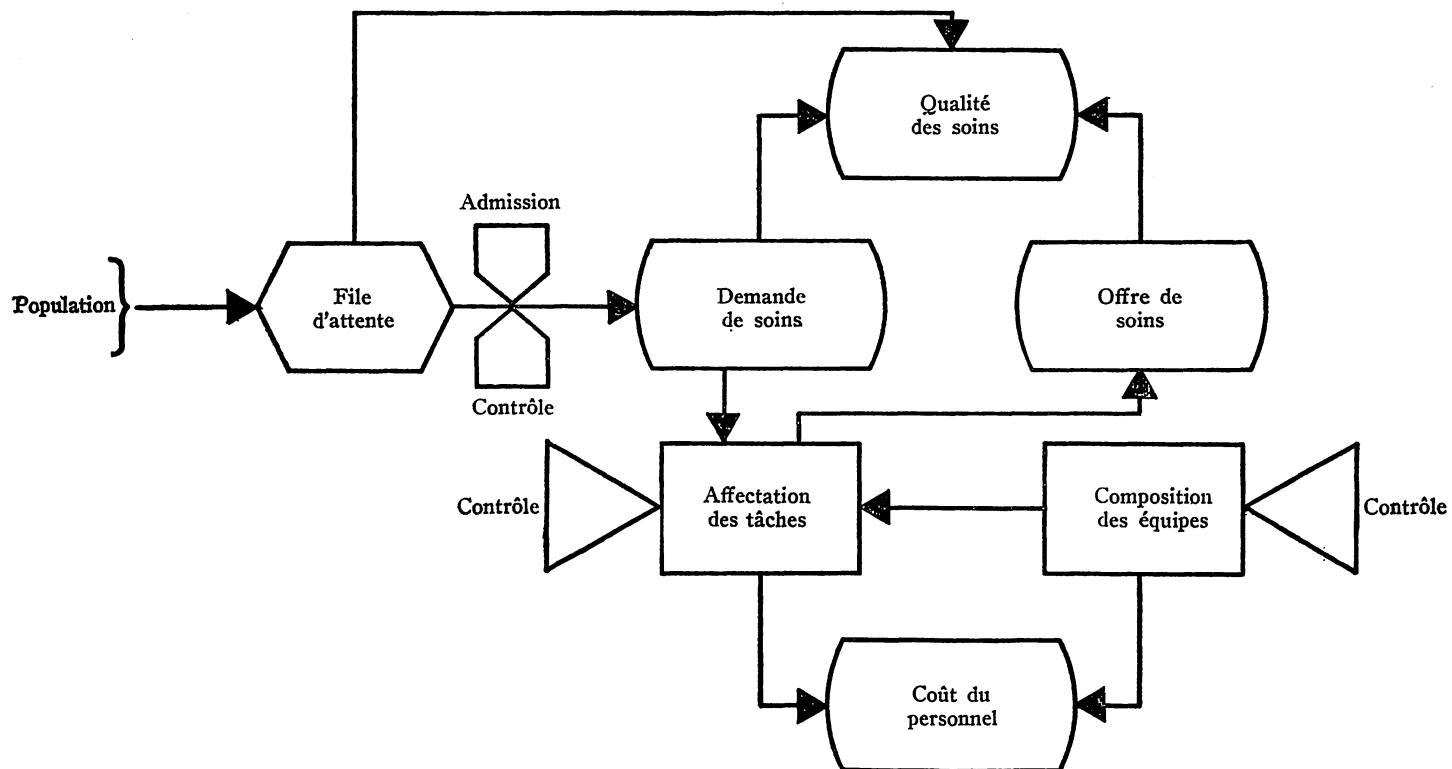 Qualité
des soins
Admission
Population
File
d'attente
Demande
de soins
Offre de
soins
Contrôle
Contrôle
Affectation
des tâches
Composition
des équipes
Contrôle
Coût du
personnel